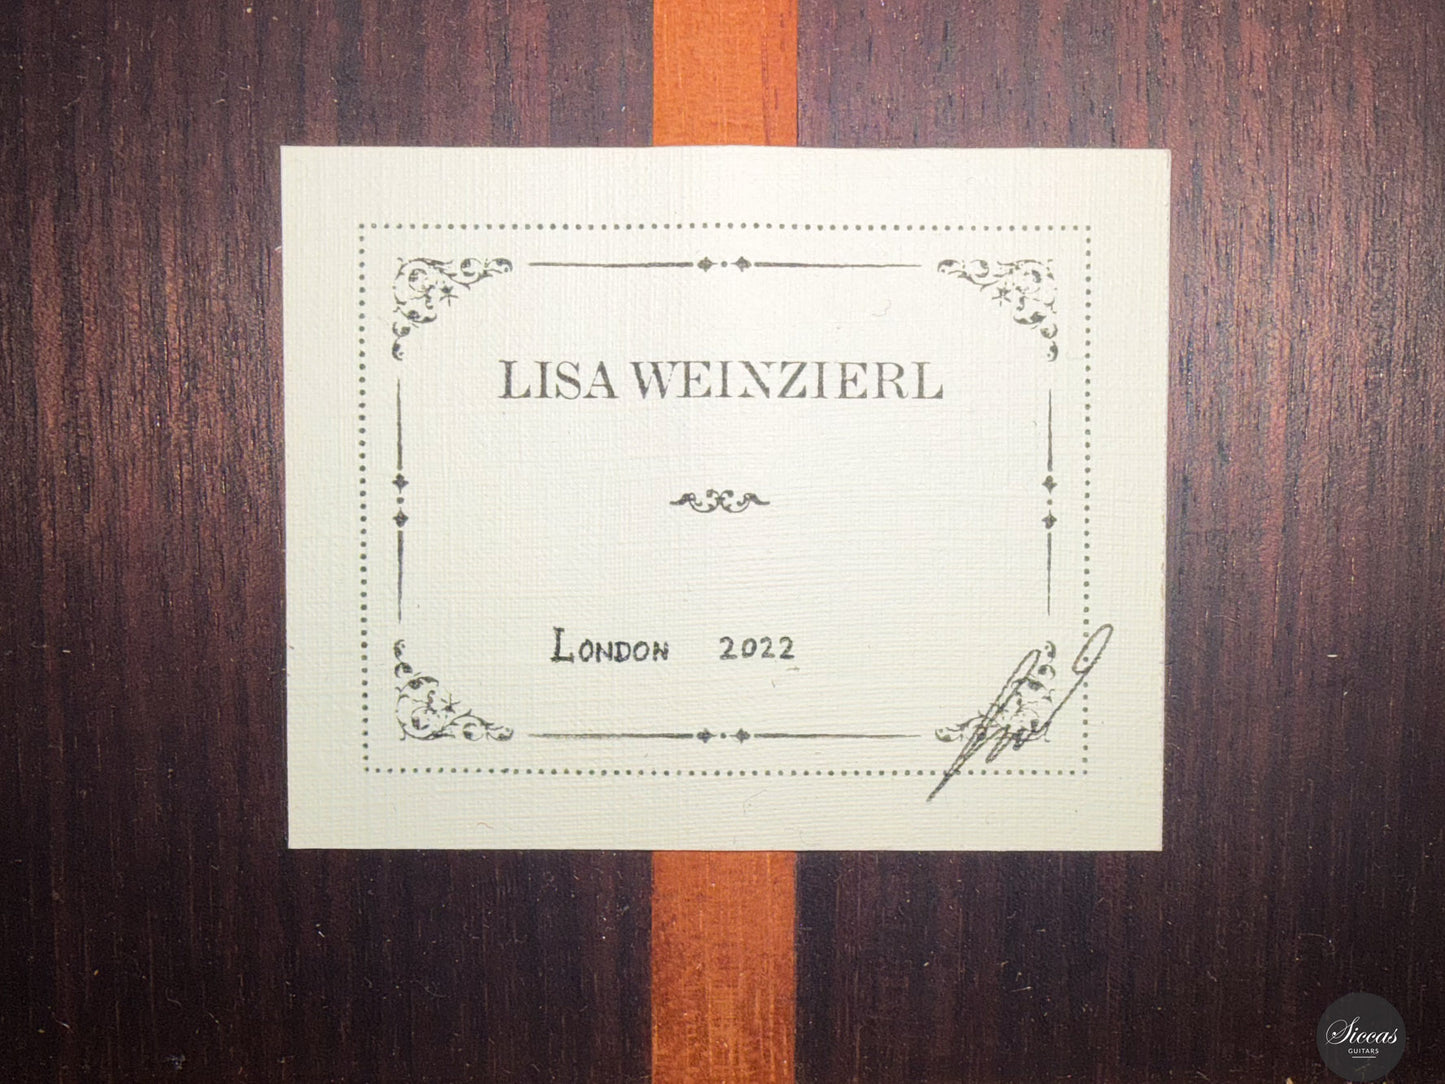 LISA WEINZIERL
LONDON 2022
Siccas
GUITARS